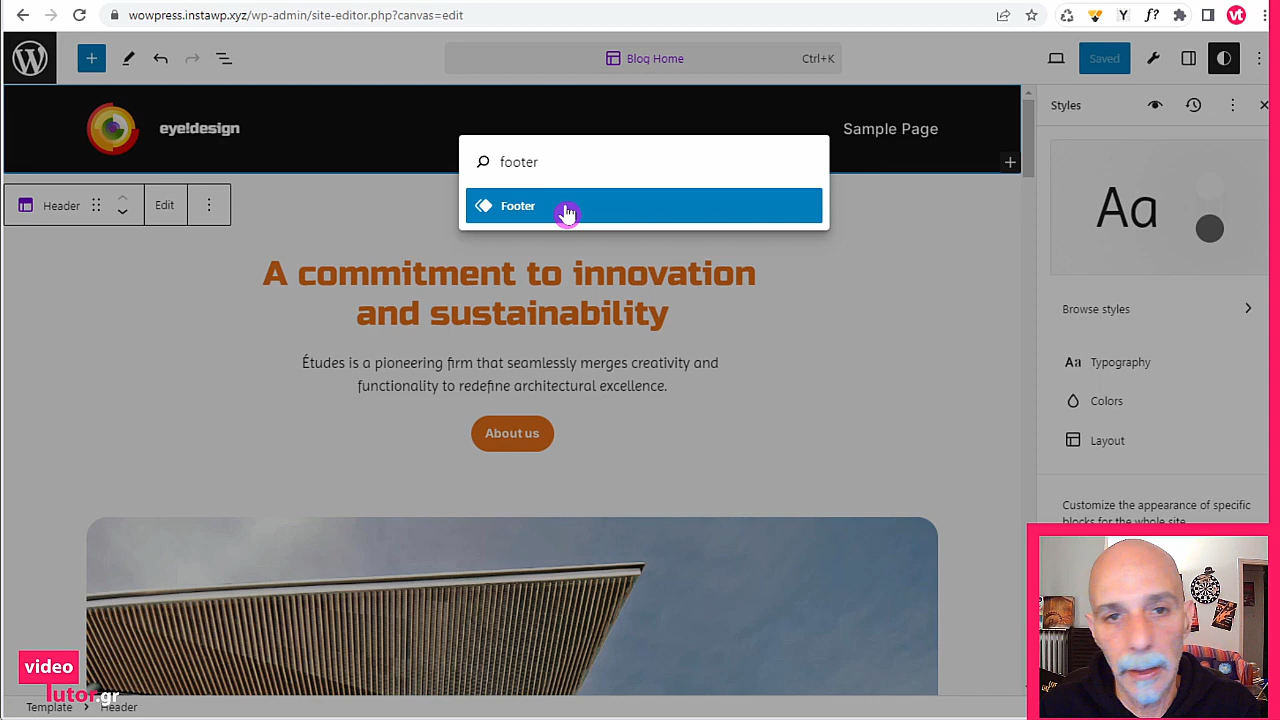 wowpress.instawp.xyz/wp-admin/site-editor.php?canvas=edit
Blog Home
Ctrl+K
Saved
eye!design
Sample Page
Styles
footer
Footer
Header
Edit
Aa
A commitment to innovation
and sustainability
Études is a pioneering firm that seamlessly merges creativity and
functionality to redefine architectural excellence.
About us
Browse styles
Aa Typography
Colors
Layout
Customize the appearance of specific
blocks for the whole site
video
tutor.gr
Template > Header